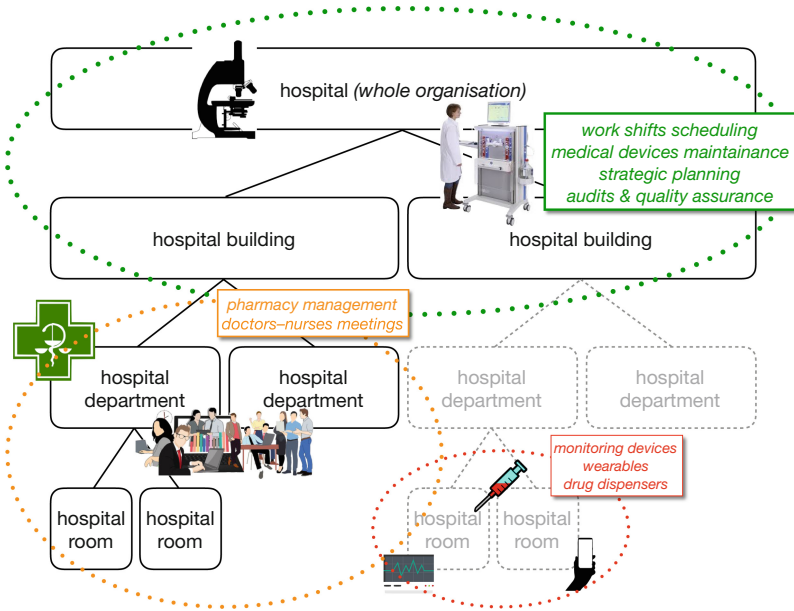 hospital (whole organisation)
work shifts scheduling
medical devices maintainance
strategic planning
audits & quality assurance
hospital building
hospital building
pharmacy management
doctors–nurses meetings
hospital
department
hospital
department
hospital
department
hospital
department
monitoring devices
wearables
drug dispensers
hospital
room
hospital
room
hospital
room
hospital
room